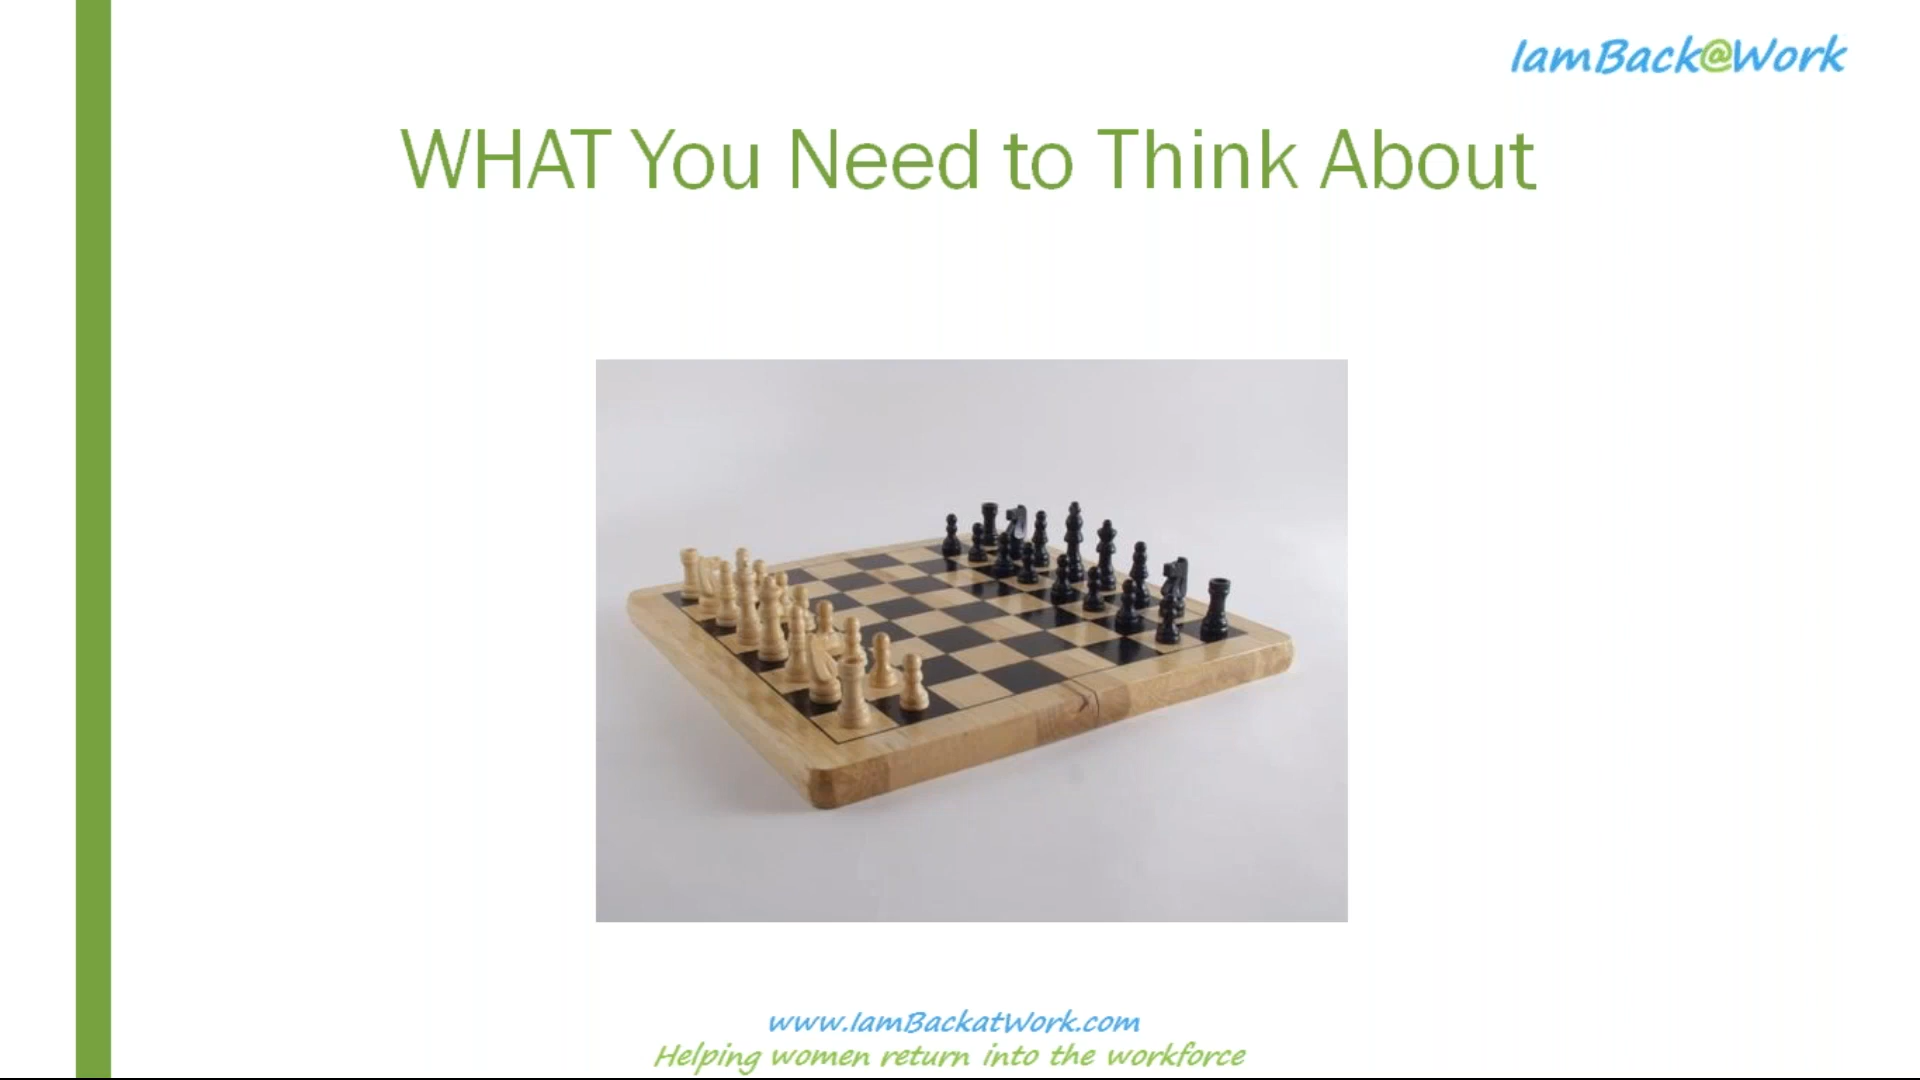 IamBack@Work
WHAT You Need to Think About
www.IamBackatWork.com
Helping women return into the workforce